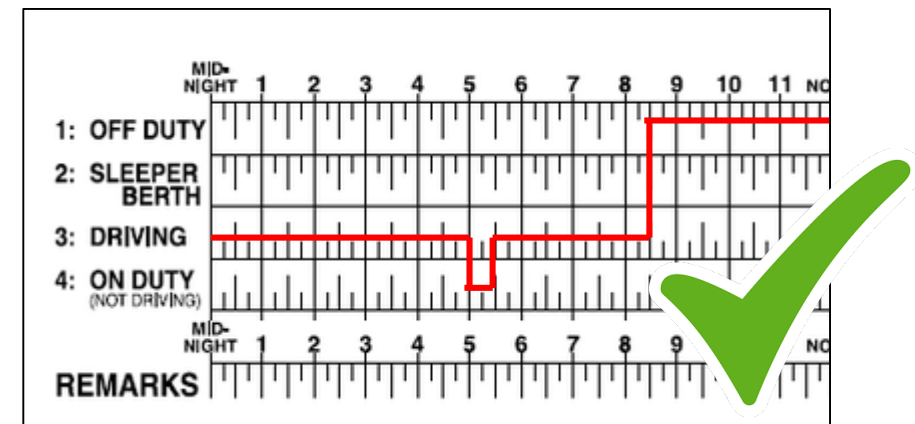 MID-
NIGHT 1 2 3 4 5 6 7 8 9 10 11 NO
1: OFF DUTY
2: SLEEPER
BERTH
3: DRIVING
4: ON DUTY
(NOT DRIVING)
MID-
NIGHT 1 2 3 4 5 6 7 8 9 NO
REMARKS